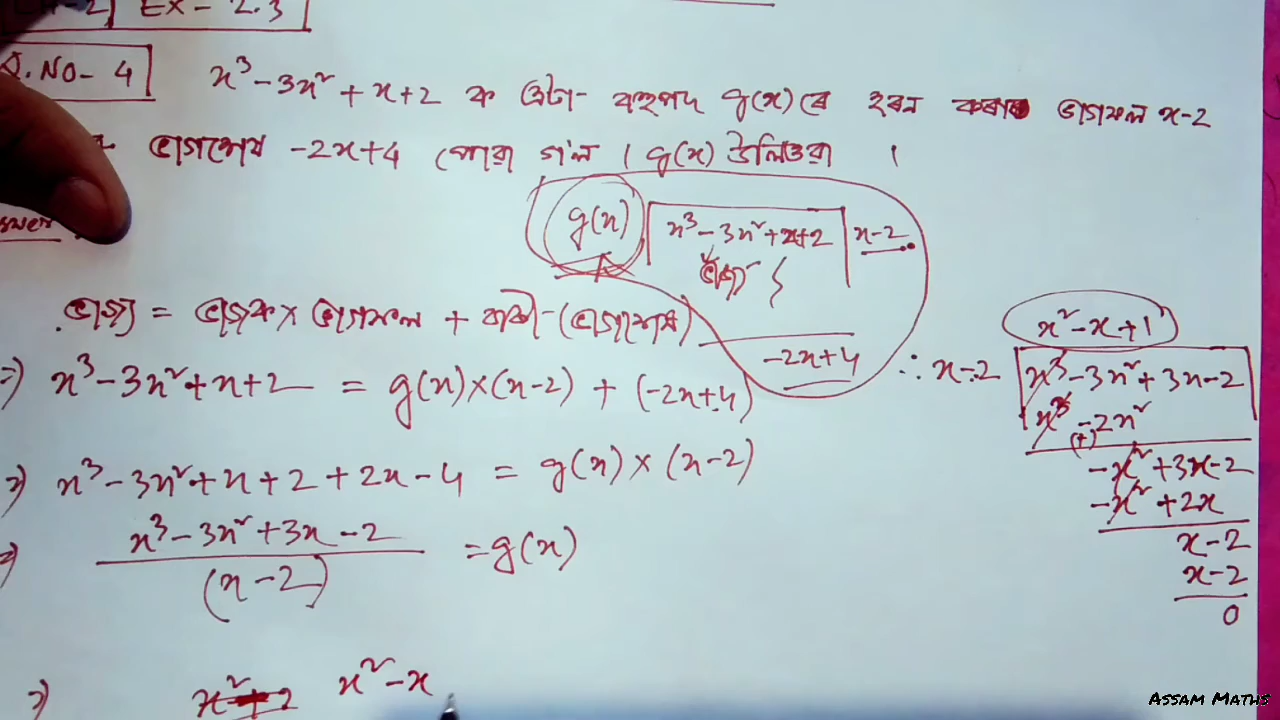 CH-2 EX - 2.3
Q. NO- 4 x³-3x²+x+2 ক এটা বহুপদ g(x)ৰে হৰণ কৰাত ভাগফল x-2
ভাগশেষ -2x+4 পোৱা গ'ল । g(x) উলিওৱা ।
g(x) x³-3x²+x+2 x-2
-2x+4
ভাজ্য = ভাজক × ভাগফল + বাকী (ভাগশেষ)
⇒) x³-3x²+x+2 = g(x)×(x-2) + (-2x+4)
⇒) x³-3x²+x+2+2x-4 = g(x)×(x-2)
⇒) x³-3x²+3x-2 = g(x)
(x-2)
⇒) x²-x
x²-x+1
∴ x-2 x³-3x²+3x-2
x³-2x²
(+)
-x²+3x-2
-x²+2x
x-2
x-2
0
ASSAM MATHS